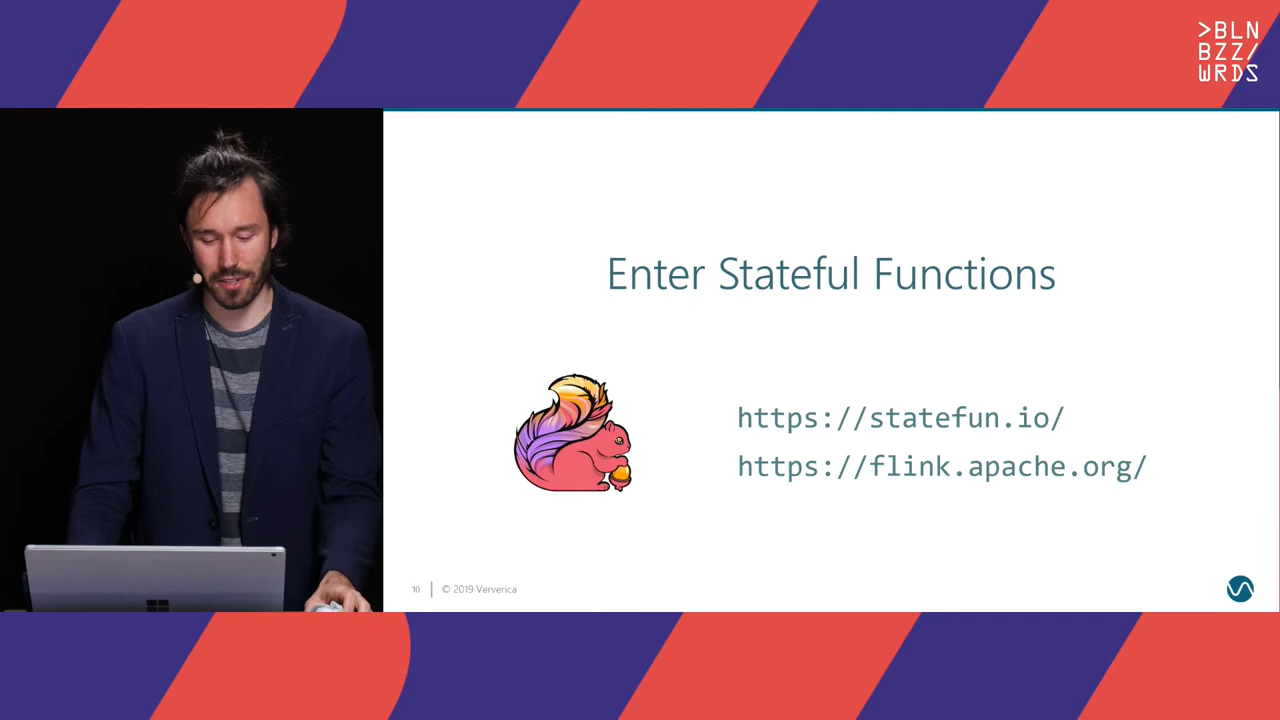 >BLN
BZZ/
WRDS
Enter Stateful Functions
https://statefun.io/
https://flink.apache.org/
10
© 2019 Ververica